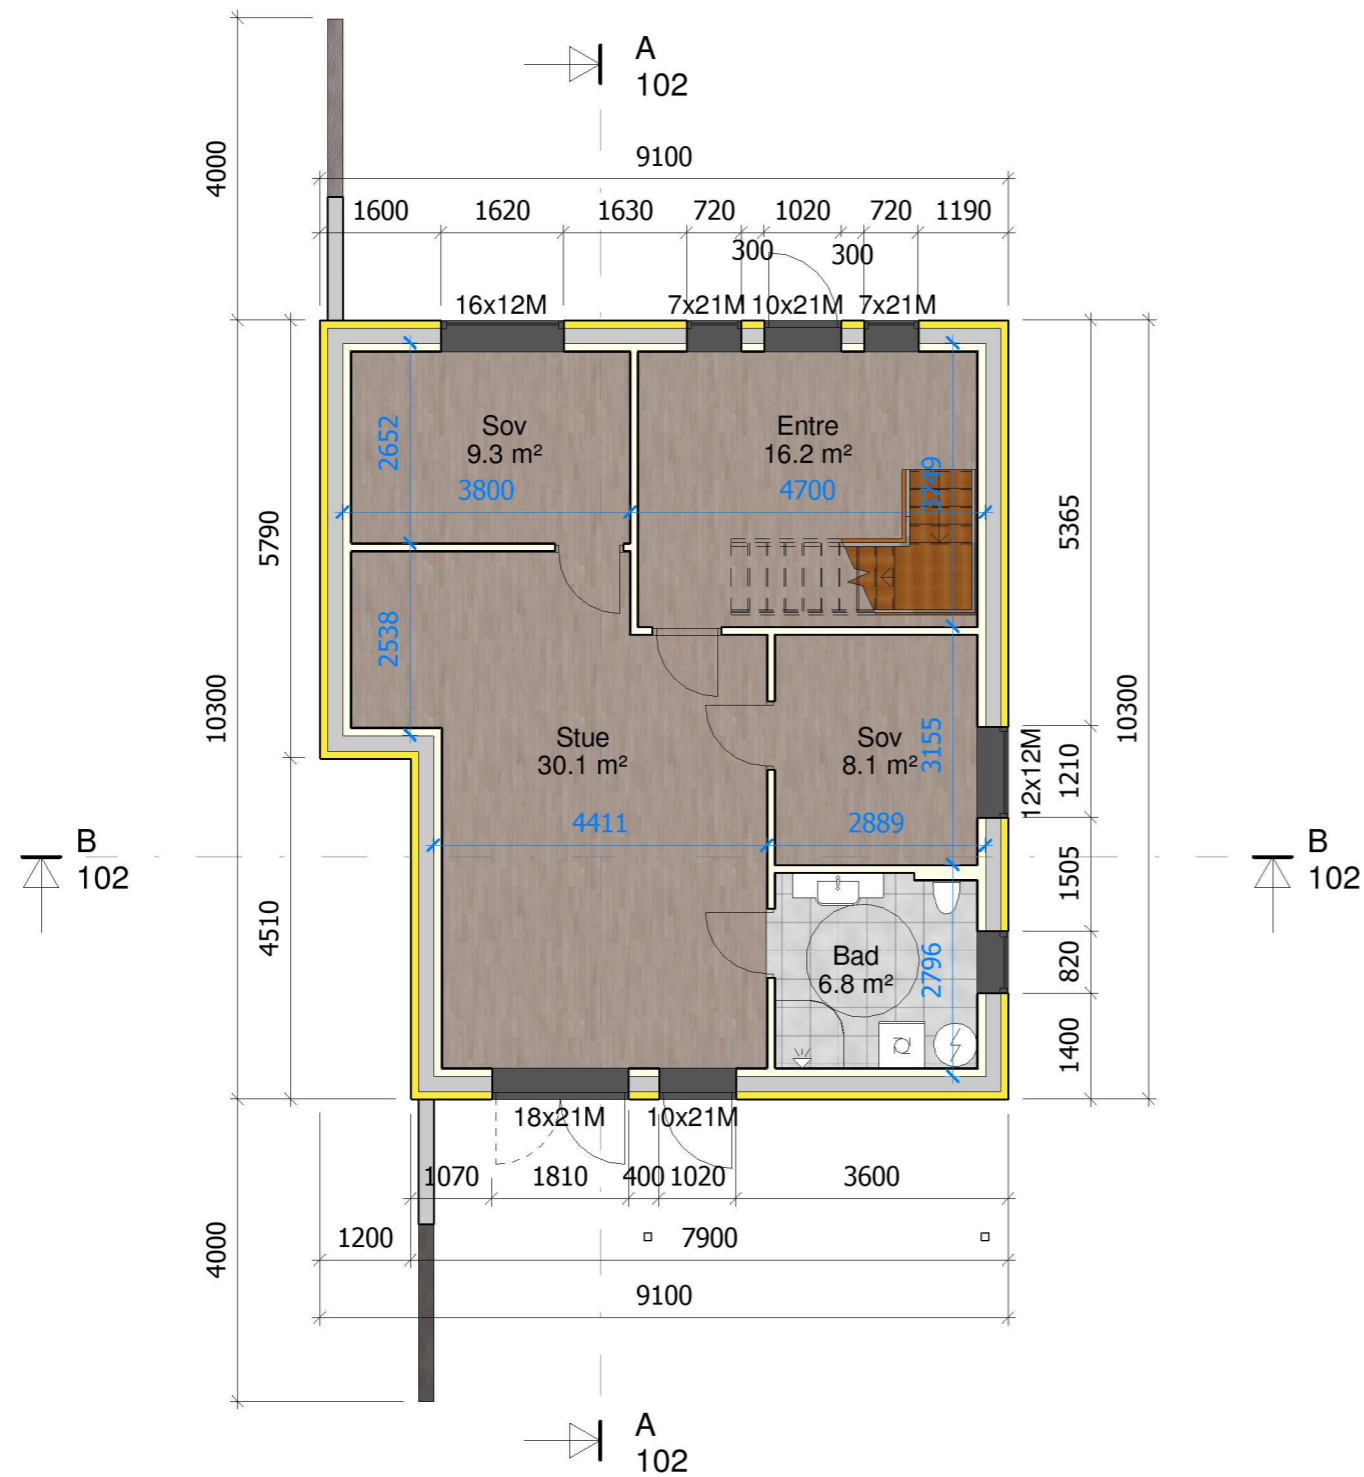 A
102
4000
9100
1600 1620 1630 720 1020 720 1190
300 300
16x12M 7x21M 10x21M 7x21M
Sov
9.3 m²
Entre
16.2 m²
2652
3749
3800 4700
5790
5365
10300
10300
2538
Stue
30.1 m²
Sov
8.1 m²
3155
12x12M
1210
4411 2889
B
102
B
102
1505
4510
Bad
6.8 m²
2796
820
1400
18x21M 10x21M
1070 1810 400 1020 3600
4000
1200 7900
9100
A
102